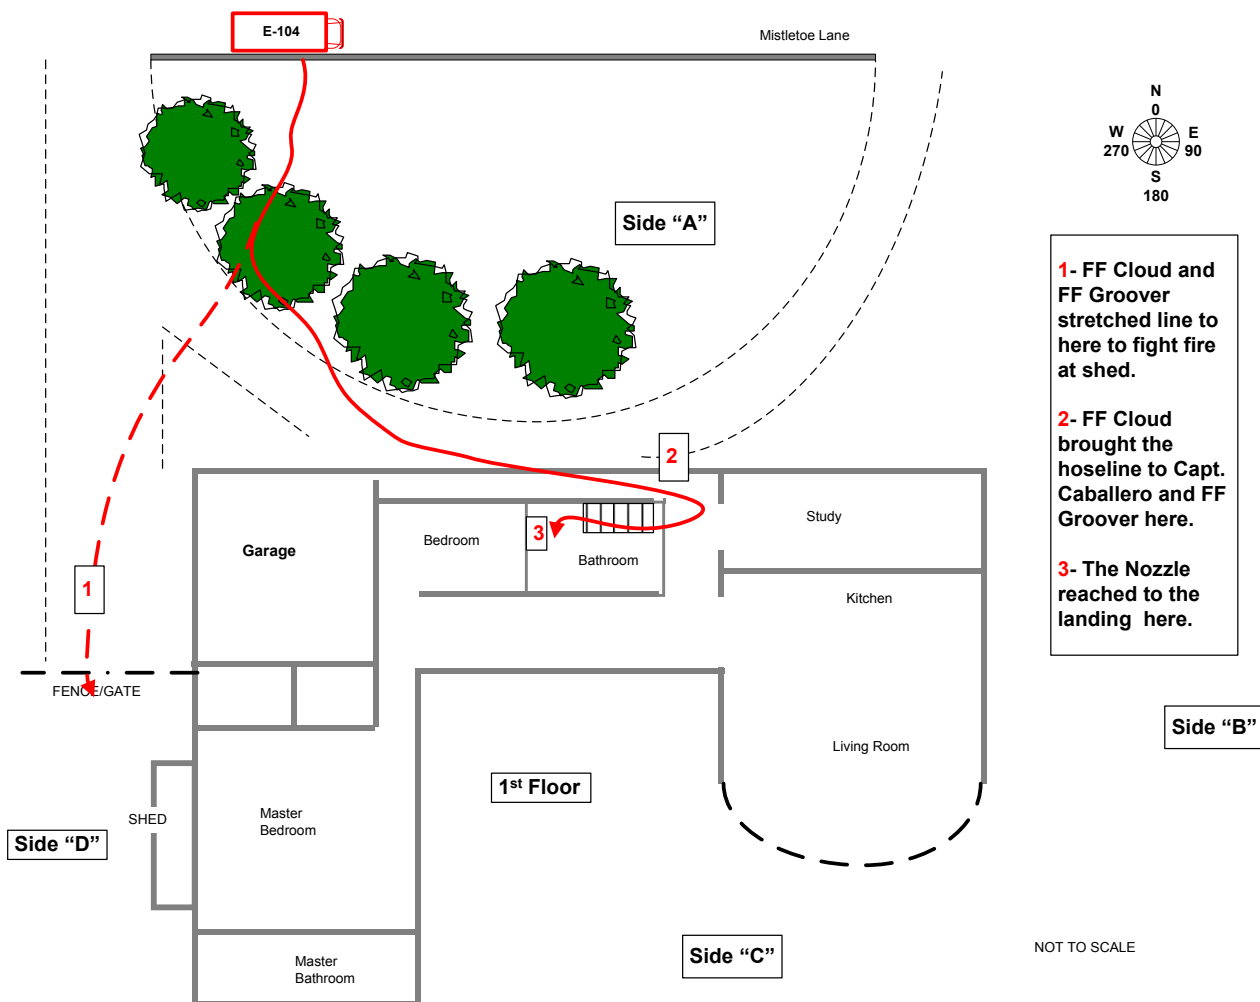 E-104
Mistletoe Lane
N
0
W
270
E
90
S
180
Side “A”
1- FF Cloud and
FF Groover
stretched line to
here to fight fire
at shed.
2- FF Cloud
brought the
hoseline to Capt.
Caballero and FF
Groover here.
3- The Nozzle
reached to the
landing here.
2
Study
3
Bedroom
Bathroom
Garage
1
Kitchen
FENCE/GATE
Side “B”
Living Room
1st Floor
SHED
Master
Bedroom
Side “D”
Side “C”
NOT TO SCALE
Master
Bathroom